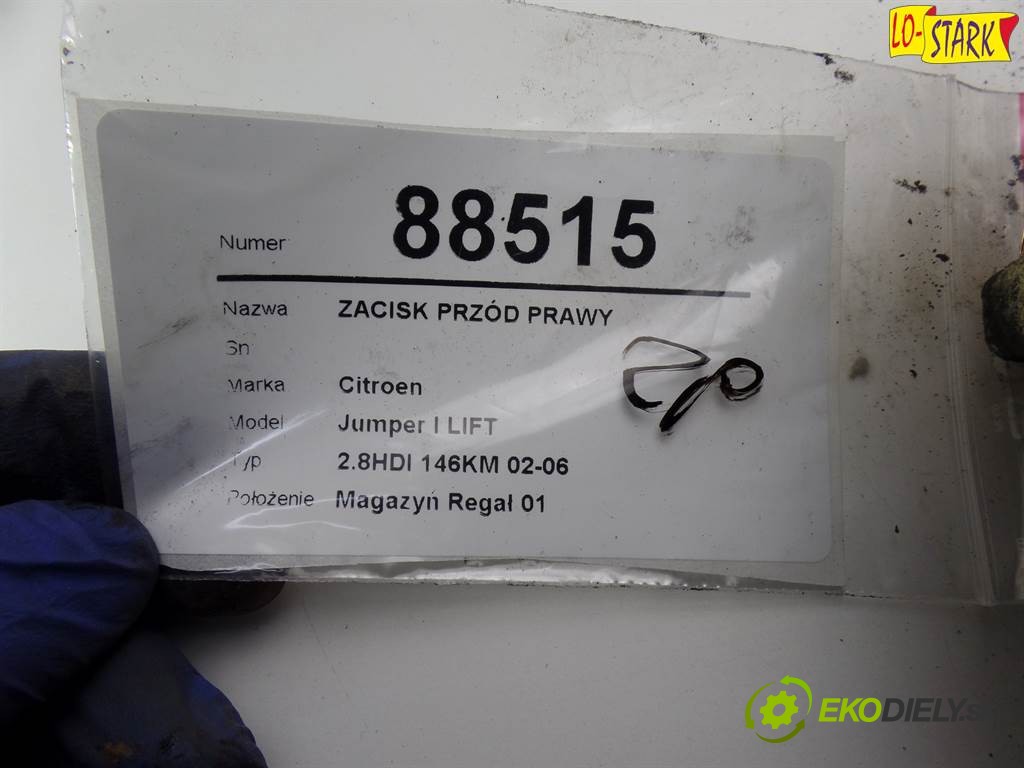 LO-STARK
Numer 88515
Nazwa ZACISK PRZÓD PRAWY
Sn
Marka Citroen
Model Jumper I LIFT
Typ 2.8HDI 146KM 02-06
Położenie Magazyn Regał 01
EKODIELY.s